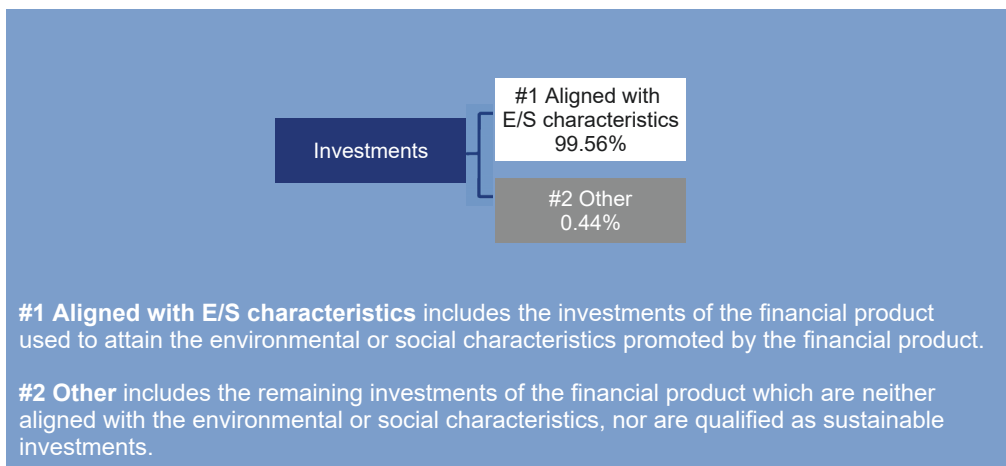 #1 Aligned with
E/S characteristics
99.56%
Investments
#2 Other
0.44%
#1 Aligned with E/S characteristics includes the investments of the financial product
used to attain the environmental or social characteristics promoted by the financial product.
#2 Other includes the remaining investments of the financial product which are neither
aligned with the environmental or social characteristics, nor are qualified as sustainable
investments.